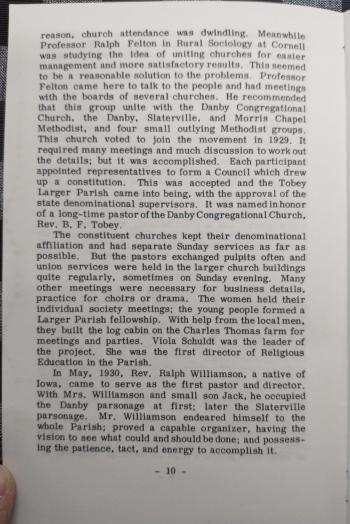 reason, church attendance was dwindling. Meanwhile
Professor Ralph Felton in Rural Sociology at Cornell
was studying the idea of uniting churches for easier
management and more satisfactory results. This seemed
to be a reasonable solution to the problems. Professor
Felton came here to talk to the people and had meetings
with the boards of several churches. He recommended
that this group unite with the Danby Congregational
Church, the Danby, Slaterville, and Morris Chapel
Methodist, and four small outlying Methodist groups.
This church voted to join the movement in 1929. It
required many meetings and much discussion to work out
the details; but it was accomplished. Each participant
appointed representatives to form a Council which drew
up a constitution. This was accepted and the Tobey
Larger Parish came into being, with the approval of the
state denominational supervisors. It was named in honor
of a long-time pastor of the Danby Congregational Church,
Rev. B. F. Tobey.
The constituent churches kept their denominational
affiliation and had separate Sunday services as far as
possible. But the pastors exchanged pulpits often and
union services were held in the larger church buildings
quite regularly, sometimes on Sunday evening. Many
other meetings were necessary for business details,
practice for choirs or drama. The women held their
individual society meetings; the young people formed a
Larger Parish fellowship. With help from the local men,
they built the log cabin on the Charles Thomas farm for
meetings and parties. Viola Schuldt was the leader of
the project. She was the first director of Religious
Education in the Parish.
In May, 1930, Rev. Ralph Williamson, a native of
Iowa, came to serve as the first pastor and director.
With Mrs. Williamson and small son Jack, he occupied
the Danby parsonage at first; later the Slaterville
parsonage. Mr. Williamson endeared himself to the
whole Parish; proved a capable organizer, having the
vision to see what could and should be done; and possess-
ing the patience, tact, and energy to accomplish it.
- 10 -